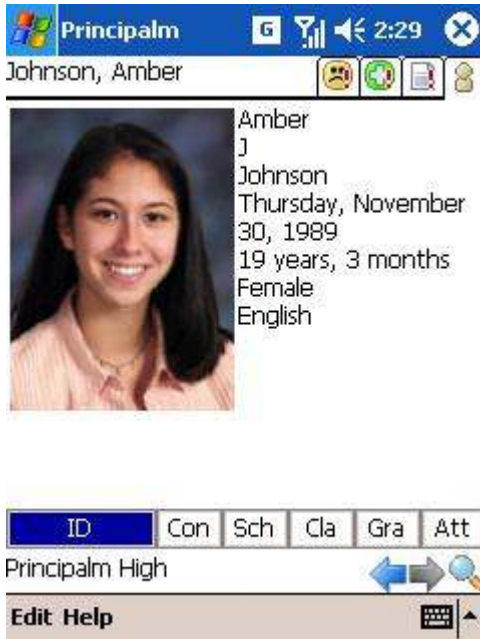 Principalm G 2:29
Johnson, Amber
Amber
J
Johnson
Thursday, November
30, 1989
19 years, 3 months
Female
English
ID Con Sch Cla Gra Att
Principalm High
Edit Help